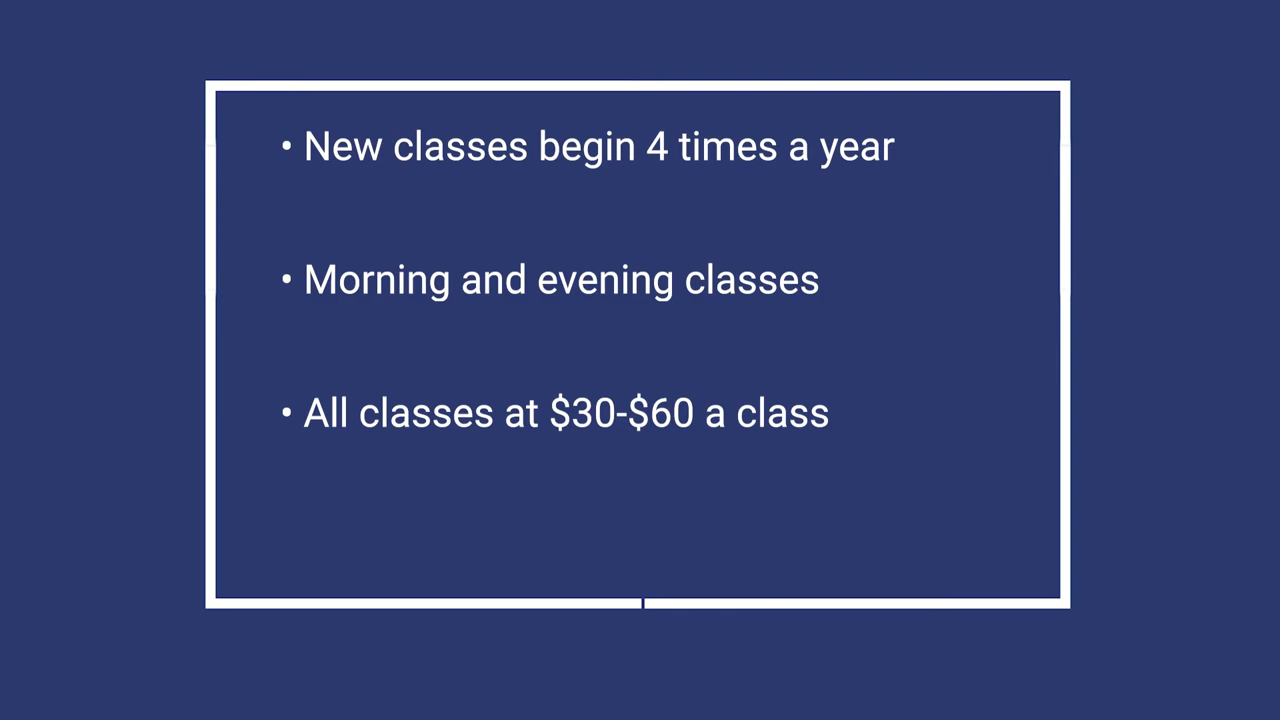 • New classes begin 4 times a year
• Morning and evening classes
• All classes at $30-$60 a class